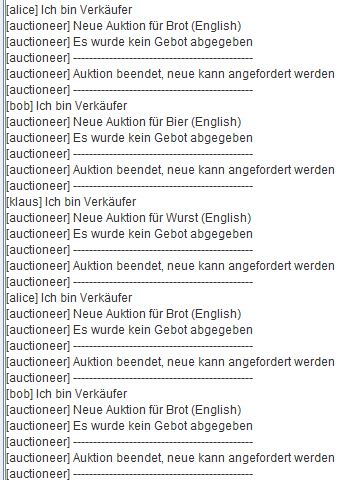 [alice] Ich bin Verkäufer
[auctioneer] Neue Auktion für Brot (English)
[auctioneer] Es wurde kein Gebot abgegeben
[auctioneer] ---------------------------------------------
[auctioneer] Auktion beendet, neue kann angefordert werden
[auctioneer] ---------------------------------------------
[bob] Ich bin Verkäufer
[auctioneer] Neue Auktion für Bier (English)
[auctioneer] Es wurde kein Gebot abgegeben
[auctioneer] ---------------------------------------------
[auctioneer] Auktion beendet, neue kann angefordert werden
[auctioneer] ---------------------------------------------
[klaus] Ich bin Verkäufer
[auctioneer] Neue Auktion für Wurst (English)
[auctioneer] Es wurde kein Gebot abgegeben
[auctioneer] ---------------------------------------------
[auctioneer] Auktion beendet, neue kann angefordert werden
[auctioneer] ---------------------------------------------
[alice] Ich bin Verkäufer
[auctioneer] Neue Auktion für Brot (English)
[auctioneer] Es wurde kein Gebot abgegeben
[auctioneer] ---------------------------------------------
[auctioneer] Auktion beendet, neue kann angefordert werden
[auctioneer] ---------------------------------------------
[bob] Ich bin Verkäufer
[auctioneer] Neue Auktion für Brot (English)
[auctioneer] Es wurde kein Gebot abgegeben
[auctioneer] ---------------------------------------------
[auctioneer] Auktion beendet, neue kann angefordert werden
[auctioneer] ---------------------------------------------